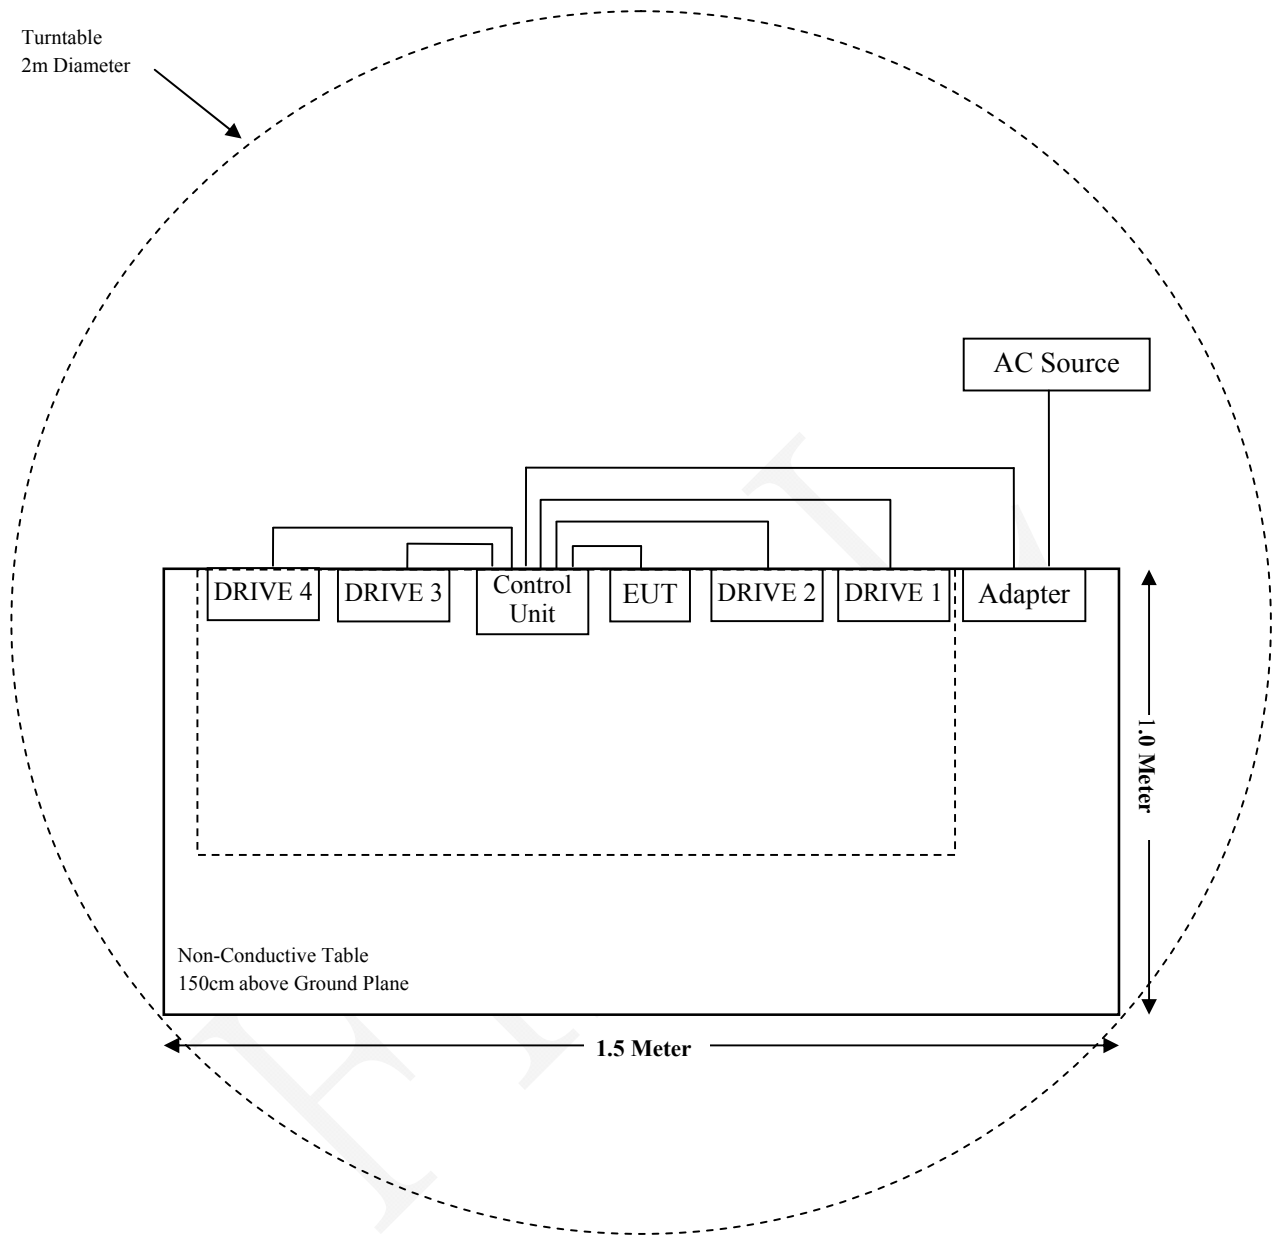 Turntable
2m Diameter
AC Source
DRIVE 4
DRIVE 3
Control
Unit
EUT
DRIVE 2
DRIVE 1
Adapter
1.0 Meter
Non-Conductive Table
150cm above Ground Plane
1.5 Meter